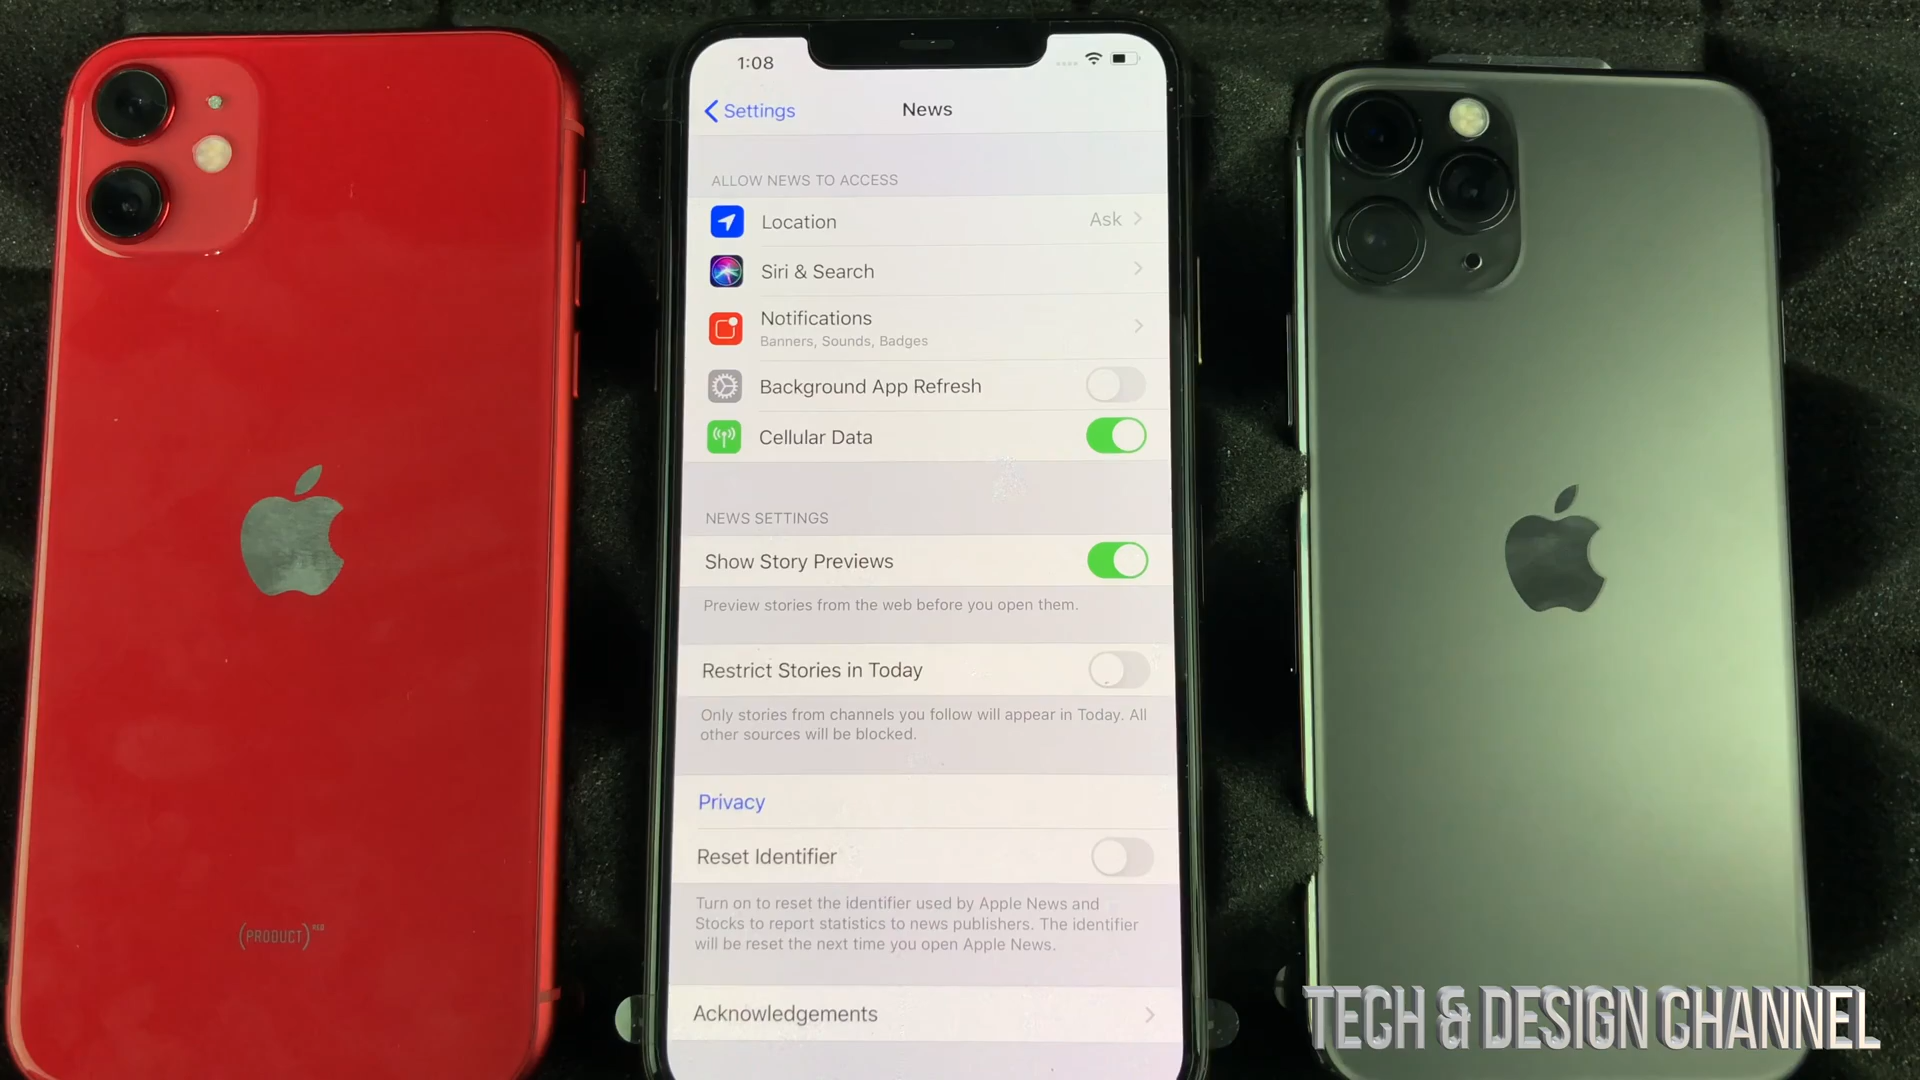 1:08
Settings
News
ALLOW NEWS TO ACCESS
Location
Ask
Siri & Search
Notifications
Banners, Sounds, Badges
Background App Refresh
Cellular Data
NEWS SETTINGS
Show Story Previews
Preview stories from the web before you open them.
Restrict Stories in Today
Only stories from channels you follow will appear in Today. All
other sources will be blocked.
Privacy
Reset Identifier
Turn on to reset the identifier used by Apple News and
Stocks to report statistics to news publishers. The identifier
will be reset the next time you open Apple News.
Acknowledgements
(PRODUCT)RED
TECH & DESIGN CHANNEL